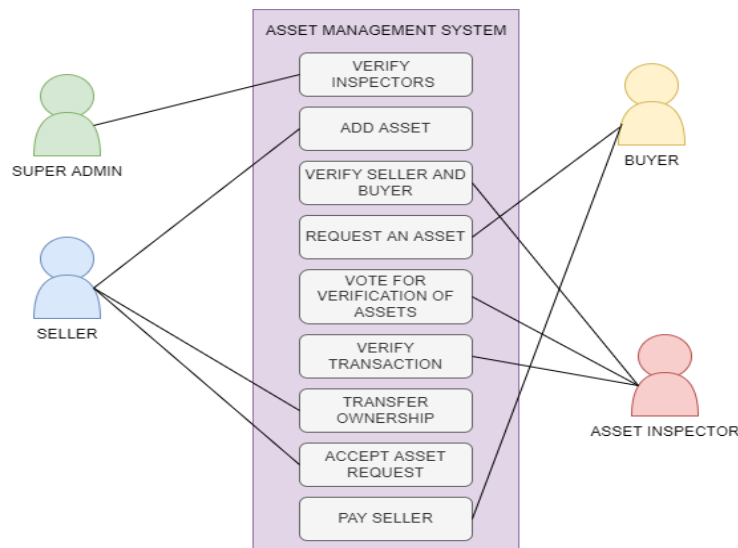 ASSET MANAGEMENT SYSTEM
VERIFY
INSPECTORS
ADD ASSET
VERIFY SELLER AND
BUYER
REQUEST AN ASSET
VOTE FOR
VERIFICATION OF
ASSETS
VERIFY
TRANSACTION
TRANSFER
OWNERSHIP
ACCEPT ASSET
REQUEST
PAY SELLER
SUPER ADMIN
SELLER
BUYER
ASSET INSPECTOR